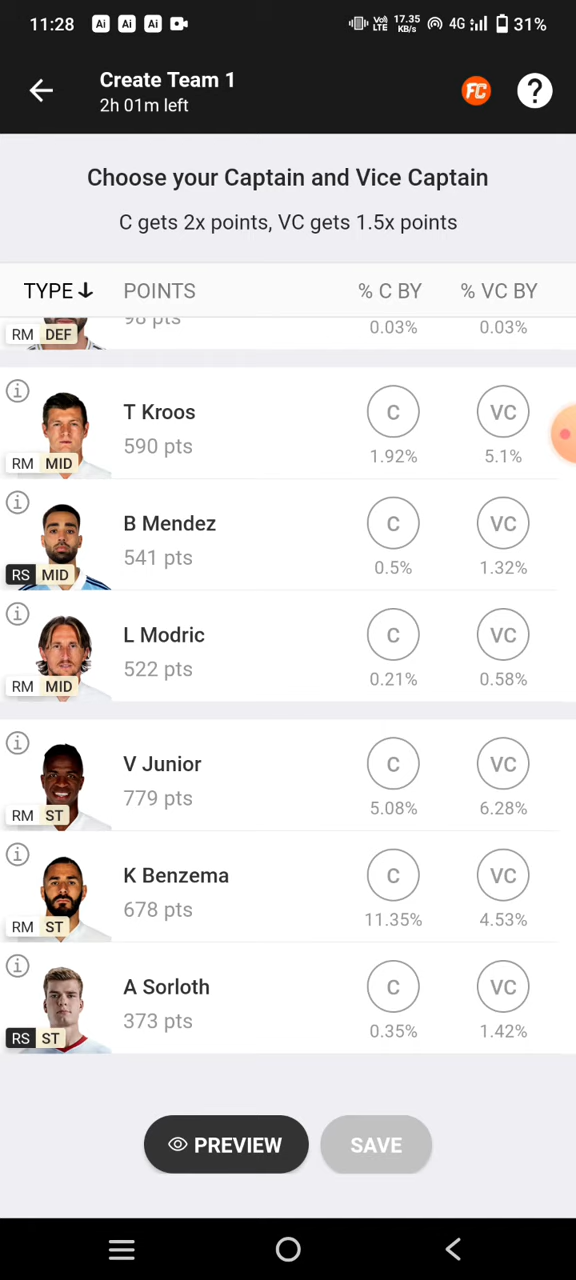 11:28 Ai Ai Ai Vo) LTE 17.35 KB/S 4G 31%
Create Team 1
2h 01m left
FC ?
Choose your Captain and Vice Captain
C gets 2x points, VC gets 1.5x points
TYPE POINTS % C BY % VC BY
RM DEF 98 pts 0.03% 0.03%
T Kroos C VC
590 pts
RM MID 1.92% 5.1%
B Mendez C VC
541 pts
RS MID 0.5% 1.32%
L Modric C VC
522 pts
RM MID 0.21% 0.58%
V Junior C VC
779 pts
RM ST 5.08% 6.28%
K Benzema C VC
678 pts
RM ST 11.35% 4.53%
A Sorloth C VC
373 pts
RS ST 0.35% 1.42%
PREVIEW SAVE